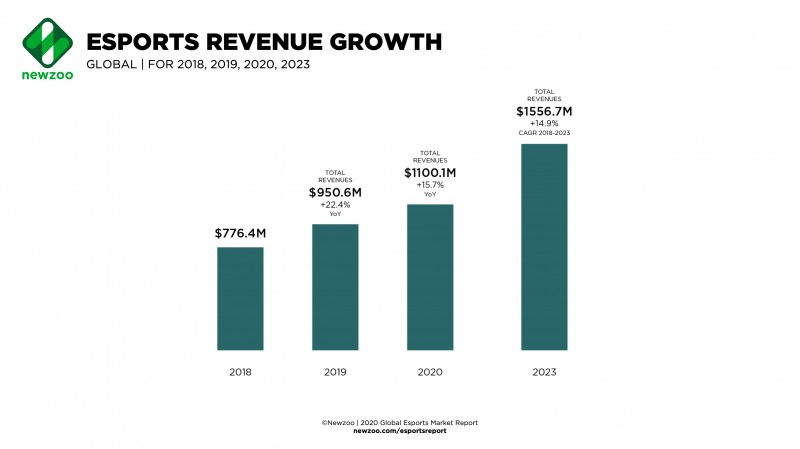 newzoo
ESPORTS REVENUE GROWTH
GLOBAL | FOR 2018, 2019, 2020, 2023
$776.4M
TOTAL
REVENUES
$950.6M
+22.4%
YoY
TOTAL
REVENUES
$1100.1M
+15.7%
YoY
TOTAL
REVENUES
$1556.7M
+14.9%
CAGR 2018-2023
2018
2019
2020
2023
©Newzoo | 2020 Global Esports Market Report
newzoo.com/esportsreport